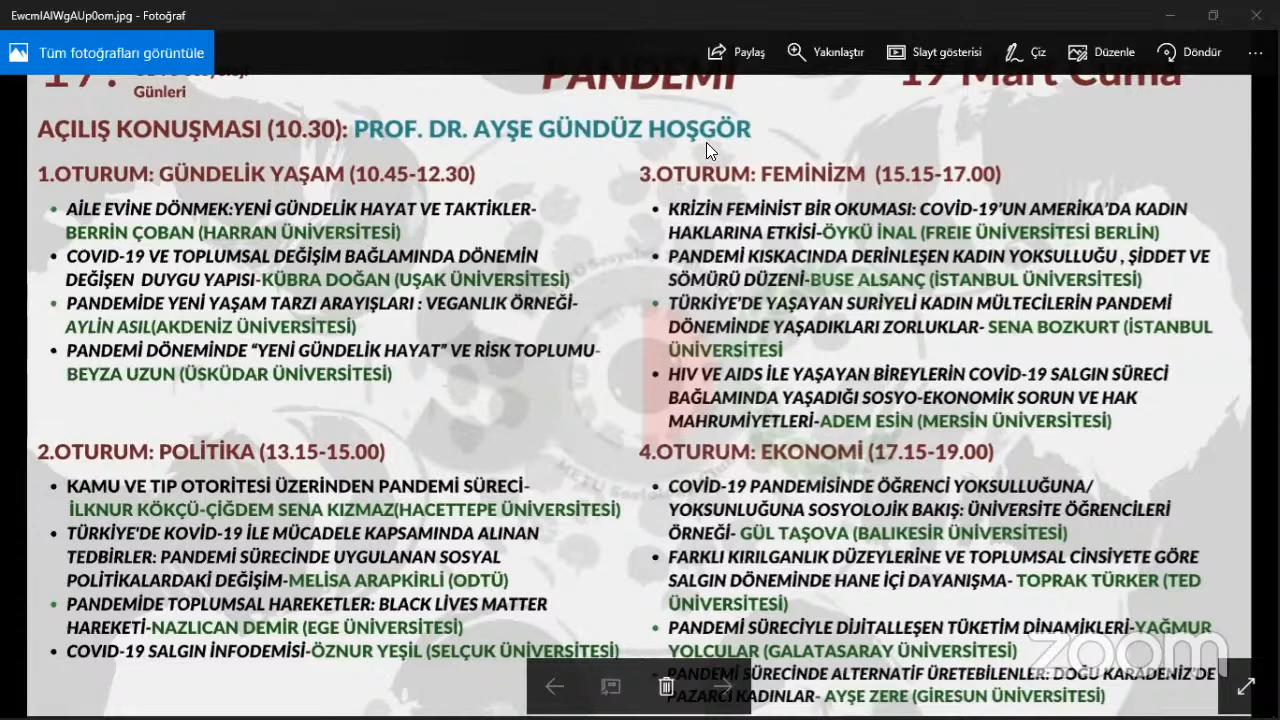 EwcmIAIWgAUp0om.jpg - Fotoğraf
Tüm fotoğrafları görüntüle
Paylaş
Yakınlaştır
Slayt gösterisi
Çiz
Düzenle
Döndür
17.
Günleri
PANDEMİ
19 Mart Cuma
AÇILIŞ KONUŞMASI (10.30): PROF. DR. AYŞE GÜNDÜZ HOŞGÖR
1.OTURUM: GÜNDELİK YAŞAM (10.45-12.30)
• AİLE EVİNE DÖNMEK:YENİ GÜNDELİK HAYAT VE TAKTİKLER-
BERRİN ÇOBAN (HARRAN ÜNİVERSİTESİ)
• COVID-19 VE TOPLUMSAL DEĞİŞİM BAĞLAMINDA DÖNEMİN
DEĞİŞEN DUYGU YAPISI-KÜBRA DOĞAN (UŞAK ÜNİVERSİTESİ)
• PANDEMİDE YENİ YAŞAM TARZI ARAYIŞLARI : VEGANLIK ÖRNEĞİ-
AYLİN ASIL(AKDENİZ ÜNİVERSİTESİ)
• PANDEMİ DÖNEMİNDE “YENİ GÜNDELİK HAYAT” VE RİSK TOPLUMU-
BEYZA UZUN (ÜSKÜDAR ÜNİVERSİTESİ)
2.OTURUM: POLİTİKA (13.15-15.00)
• KAMU VE TIP OTORİTESİ ÜZERİNDEN PANDEMİ SÜRECİ-
İLKNUR KÖKÇÜ-ÇİĞDEM SENA KIZMAZ(HACETTEPE ÜNİVERSİTESİ)
• TÜRKİYE'DE KOVİD-19 İLE MÜCADELE KAPSAMINDA ALINAN
TEDBİRLER: PANDEMİ SÜRECİNDE UYGULANAN SOSYAL
POLİTİKALARDAKİ DEĞİŞİM-MELİSA ARAPKİRLİ (ODTÜ)
• PANDEMİDE TOPLUMSAL HAREKETLER: BLACK LİVES MATTER
HAREKETİ-NAZLICAN DEMİR (EGE ÜNİVERSİTESİ)
• COVID-19 SALGIN İNFODEMİSİ-ÖZNUR YEŞİL (SELÇUK ÜNİVERSİTESİ)
3.OTURUM: FEMİNİZM (15.15-17.00)
• KRİZİN FEMİNİST BİR OKUMASI: COVİD-19’UN AMERİKA’DA KADIN
HAKLARINA ETKİSİ-ÖYKÜ İNAL (FREIE ÜNİVERSİTESİ BERLİN)
• PANDEMİ KISKACINDA DERİNLEŞEN KADIN YOKSULLUĞU , ŞİDDET VE
SÖMÜRÜ DÜZENİ-BUSE ALSANÇ (İSTANBUL ÜNİVERSİTESİ)
• TÜRKİYE’DE YAŞAYAN SURİYELİ KADIN MÜLTECİLERİN PANDEMİ
DÖNEMİNDE YAŞADIKLARI ZORLUKLAR- SENA BOZKURT (İSTANBUL
ÜNİVERSİTESİ
• HIV VE AIDS İLE YAŞAYAN BİREYLERİN COVID-19 SALGIN SÜRECİ
BAĞLAMINDA YAŞADIĞI SOSYO-EKONOMİK SORUN VE HAK
MAHRUMİYETLERİ-ADEM ESİN (MERSİN ÜNİVERSİTESİ)
4.OTURUM: EKONOMİ (17.15-19.00)
• COVİD-19 PANDEMİSİNDE ÖĞRENCİ YOKSULLUĞUNA/
YOKSUNLUĞUNA SOSYOLOJİK BAKIŞ: ÜNİVERSİTE ÖĞRENCİLERİ
ÖRNEĞİ- GÜL TAŞOVA (BALIKESİR ÜNİVERSİTESİ)
• FARKLI KIRILGANLIK DÜZEYLERİNE VE TOPLUMSAL CİNSİYETE GÖRE
SALGIN DÖNEMİNDE HANE İÇİ DAYANIŞMA- TOPRAK TÜRKER (TED
ÜNİVERSİTESİ)
• PANDEMİ SÜRECİYLE DİJİTALLEŞEN TÜKETİM DİNAMİKLERİ-YAĞMUR
YOLCULAR (GALATASARAY ÜNİVERSİTESİ)
PANDEMİ SÜRECİNDE ALTERNATİF ÜRETEBİLENLER: DOĞU KARADENİZ’DE
PAZARCI KADINLAR- AYŞE ZERE (GİRESUN ÜNİVERSİTESİ)
zoom